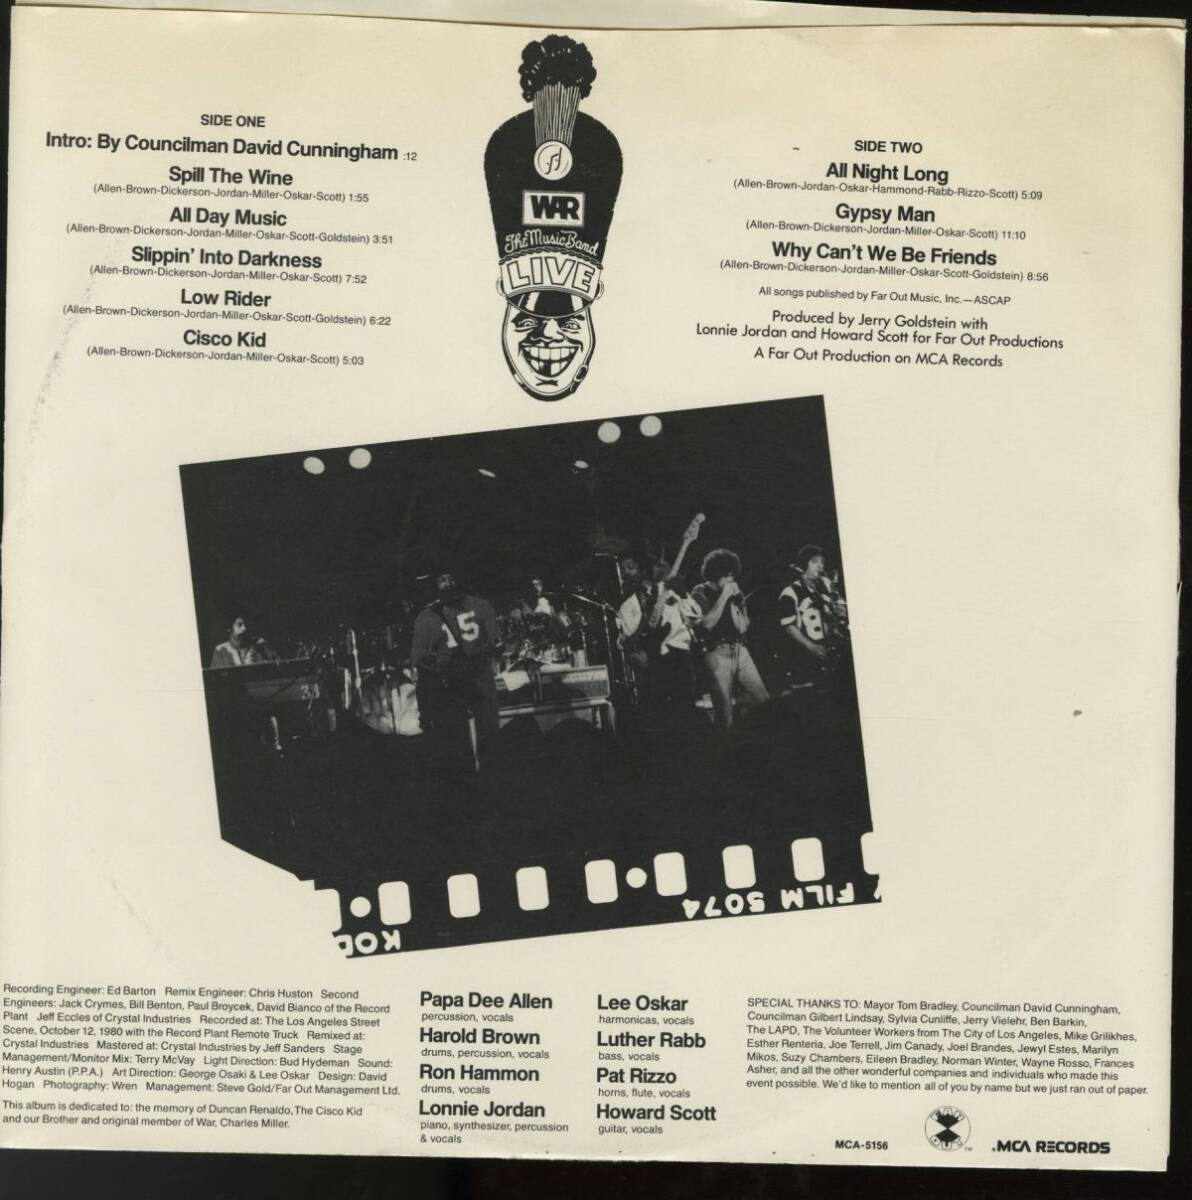 SIDE ONE
Intro: By Councilman David Cunningham :12
Spill The Wine
(Allen-Brown-Dickerson-Jordan-Miller-Oskar-Scott) 1:55
All Day Music
(Allen-Brown-Dickerson-Jordan-Miller-Oskar-Scott-Goldstein) 3:51
Slippin' Into Darkness
(Allen-Brown-Dickerson-Jordan-Miller-Oskar-Scott) 7:52
Low Rider
(Allen-Brown-Dickerson-Jordan-Miller-Oskar-Scott-Goldstein) 6:22
Cisco Kid
(Allen-Brown-Dickerson-Jordan-Miller-Oskar-Scott) 5:03
WAR
The Music Band
LIVE
SIDE TWO
All Night Long
(Allen-Brown-Jordan-Oskar-Hammond-Rabb-Rizzo-Scott) 5:09
Gypsy Man
(Allen-Brown-Dickerson-Jordan-Miller-Oskar-Scott) 11:10
Why Can't We Be Friends
(Allen-Brown-Dickerson-Jordan-Miller-Oskar-Scott-Goldstein) 8:56
All songs published by Far Out Music, Inc.—ASCAP
Produced by Jerry Goldstein with
Lonnie Jordan and Howard Scott for Far Out Productions
A Far Out Production on MCA Records
15
8
KOD
FILM 5074
Recording Engineer: Ed Barton Remix Engineer: Chris Huston Second
Engineers: Jack Crymes, Bill Benton, Paul Broycek, David Bianco of the Record
Plant Jeff Eccles of Crystal Industries Recorded at: The Los Angeles Street
Scene, October 12, 1980 with the Record Plant Remote Truck Remixed at:
Crystal Industries Mastered at: Crystal Industries by Jeff Sanders Stage
Management/Monitor Mix: Terry McVay Light Direction: Bud Hydeman Sound:
Henry Austin (P.P.A.) Art Direction: George Osaki & Lee Oskar Design: David
Hogan Photography: Wren Management: Steve Gold/Far Out Management Ltd.
This album is dedicated to: the memory of Duncan Renaldo, The Cisco Kid
and our Brother and original member of War, Charles Miller.
Papa Dee Allen
percussion, vocals
Harold Brown
drums, percussion, vocals
Ron Hammon
drums, vocals
Lonnie Jordan
piano, synthesizer, percussion
& vocals
Lee Oskar
harmonicas, vocals
Luther Rabb
bass, vocals
Pat Rizzo
horns, flute, vocals
Howard Scott
guitar, vocals
SPECIAL THANKS TO: Mayor Tom Bradley, Councilman David Cunningham,
Councilman Gilbert Lindsay, Sylvia Cunliffe, Jerry Vielehr, Ben Barkin,
The LAPD, The Volunteer Workers from The City of Los Angeles, Mike Grilikhes,
Esther Renteria, Joe Terrell, Jim Canady, Joel Brandes, Jewyl Estes, Marilyn
Mikos, Suzy Chambers, Eileen Bradley, Norman Winter, Wayne Rosso, Frances
Asher, and all the other wonderful companies and individuals who made this
event possible. We'd like to mention all of you by name but we just ran out of paper.
MCA-5156
TM
MCA RECORDS